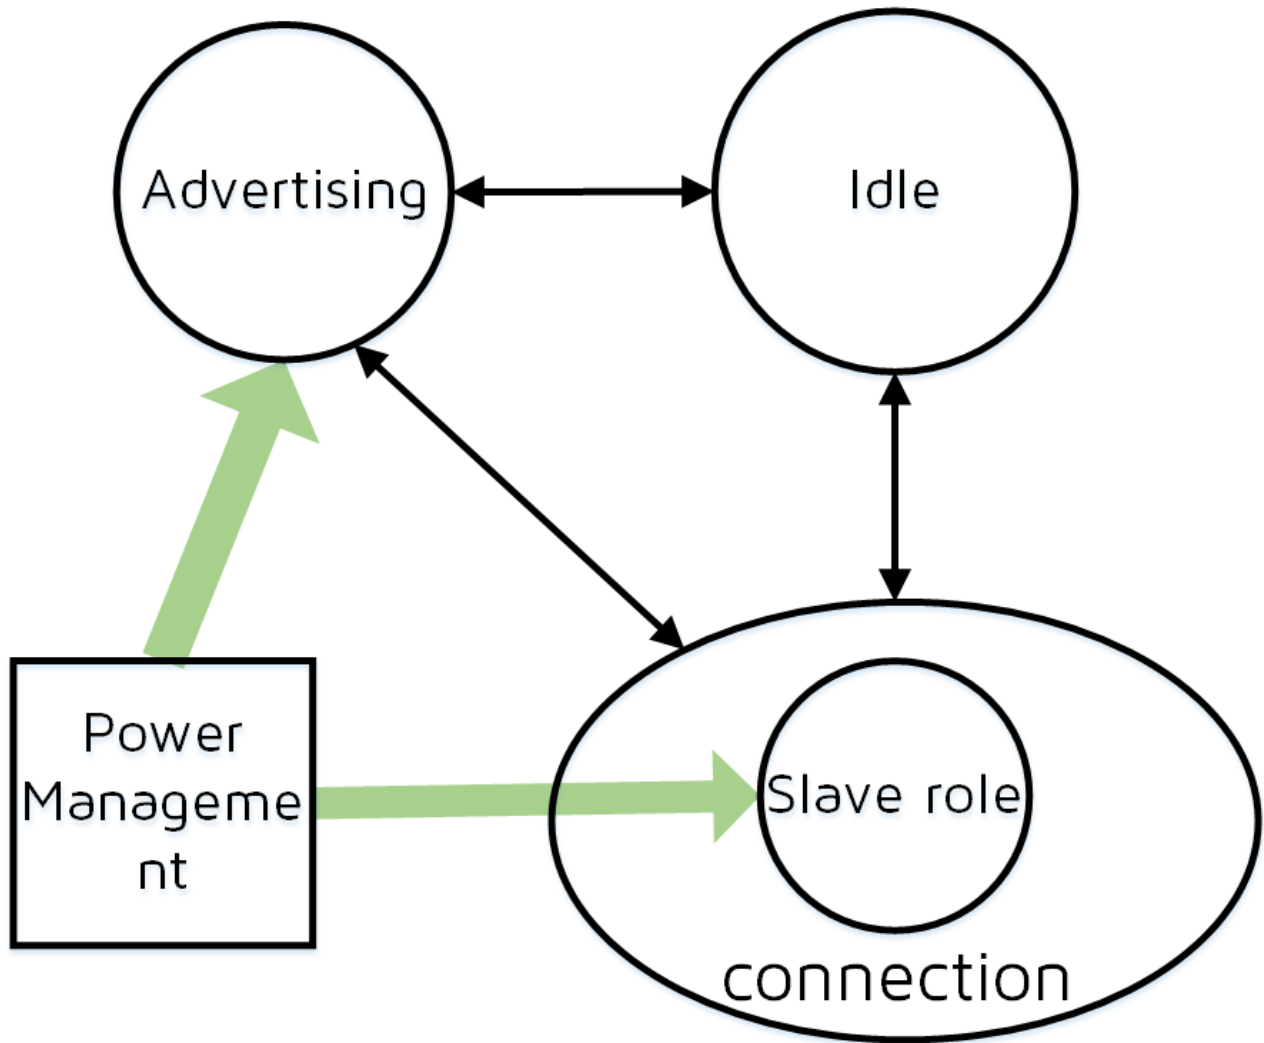 Advertising
Idle
Power
Manageme
nt
Slave role
connection